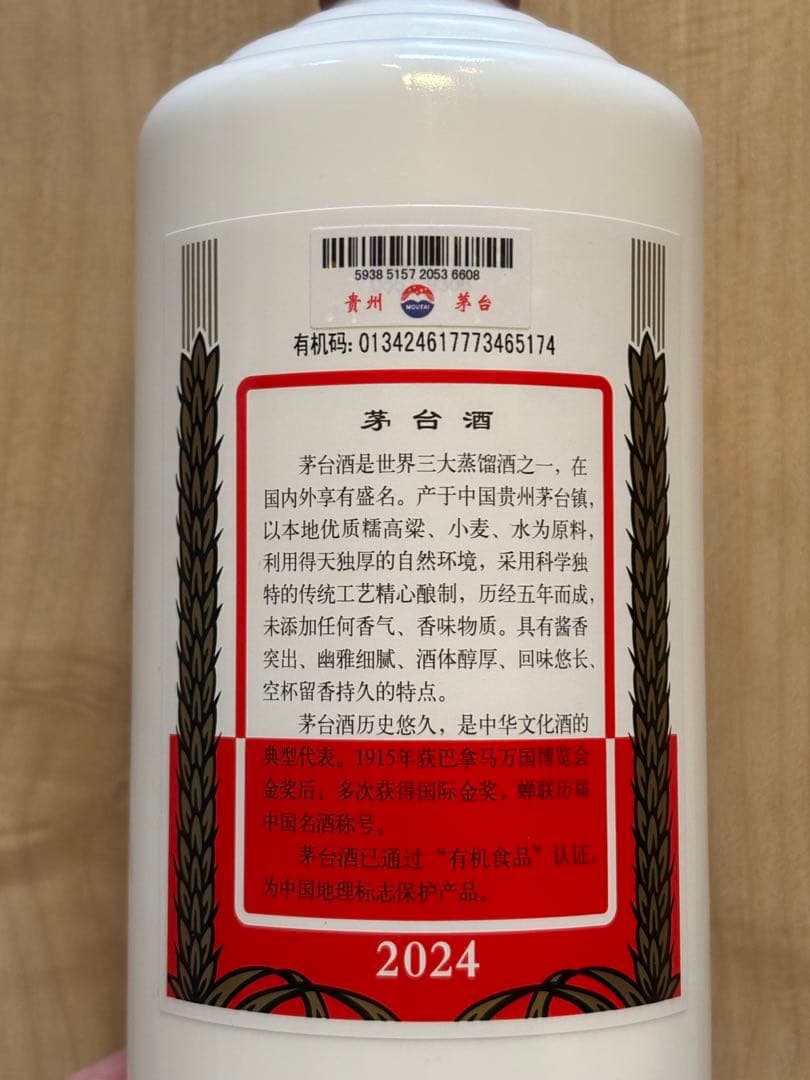 5938 5157 2053 6608
贵州 MOUTAI 茅台
有机码: 013424617773465174
茅台酒
茅台酒是世界三大蒸馏酒之一，在
国内外享有盛名。产于中国贵州茅台镇，
以本地优质糯高粱、小麦、水为原料，
利用得天独厚的自然环境，采用科学独
特的传统工艺精心酿制，历经五年而成，
未添加任何香气、香味物质。具有酱香
突出、幽雅细腻、酒体醇厚、回味悠长、
空杯留香持久的特点。
茅台酒历史悠久，是中华文化酒的
典型代表。1915年获巴拿马万国博览会
金奖后，多次获得国际金奖，蝉联历届
中国名酒称号。
茅台酒已通过“有机食品”认证，
为中国地理标志保护产品。
2024